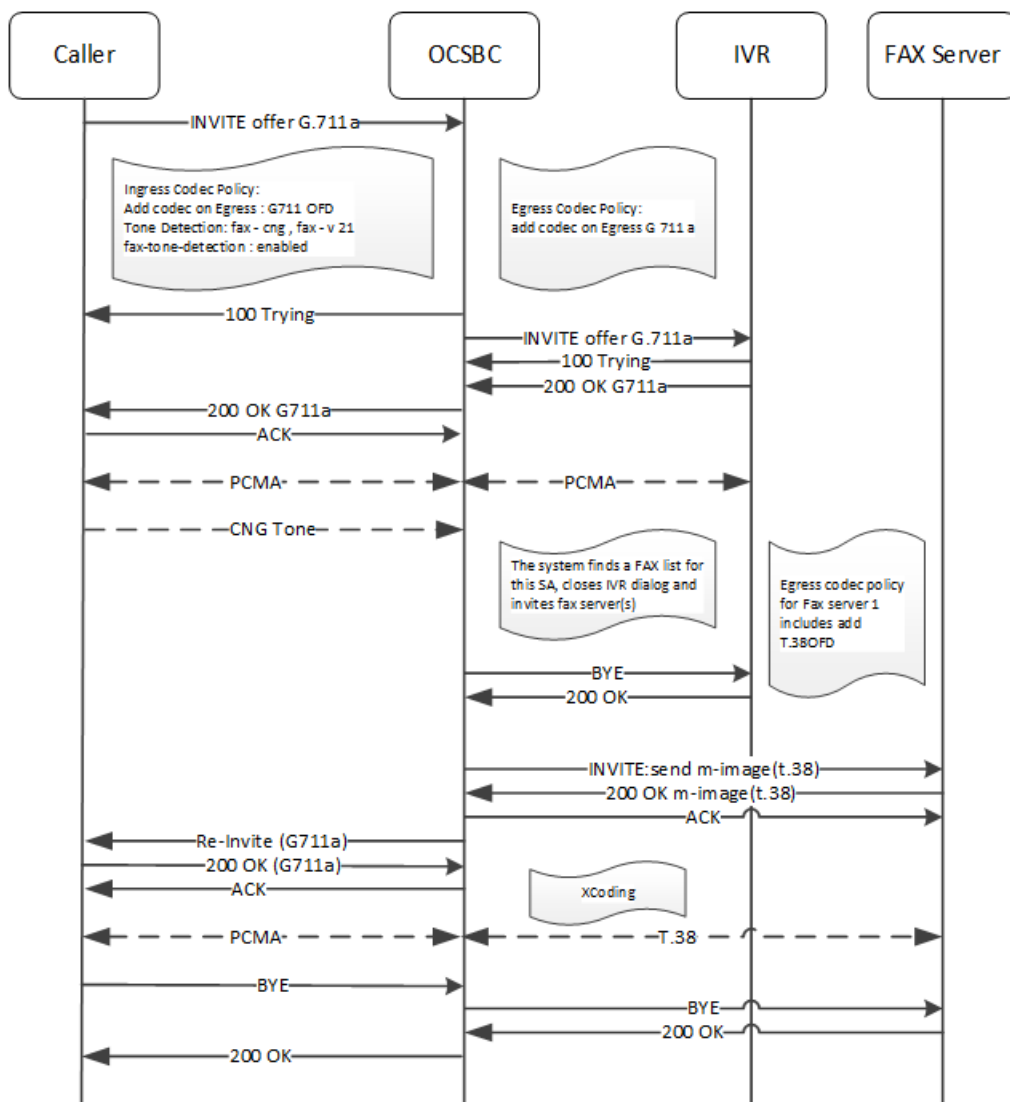 Caller
OCSBC
IVR
FAX Server
INVITE offer G.711a
Ingress Codec Policy:
Add codec on Egress : G711 OFD
Tone Detection: fax - cng , fax - v 21
fax-tone-detection : enabled
Egress Codec Policy:
add codec on Egress G 711 a
100 Trying
INVITE offer G.711a
100 Trying
200 OK G711a
200 OK G711a
ACK
PCMA
PCMA
CNG Tone
The system finds a FAX list for
this SA, closes IVR dialog and
invites fax server(s)
Egress codec policy
for Fax server 1
includes add
T.38OFD
BYE
200 OK
INVITE:send m-image(t.38)
200 OK m-image(t.38)
ACK
Re-Invite (G711a)
200 OK (G711a)
ACK
XCoding
PCMA
T.38
BYE
BYE
200 OK
200 OK